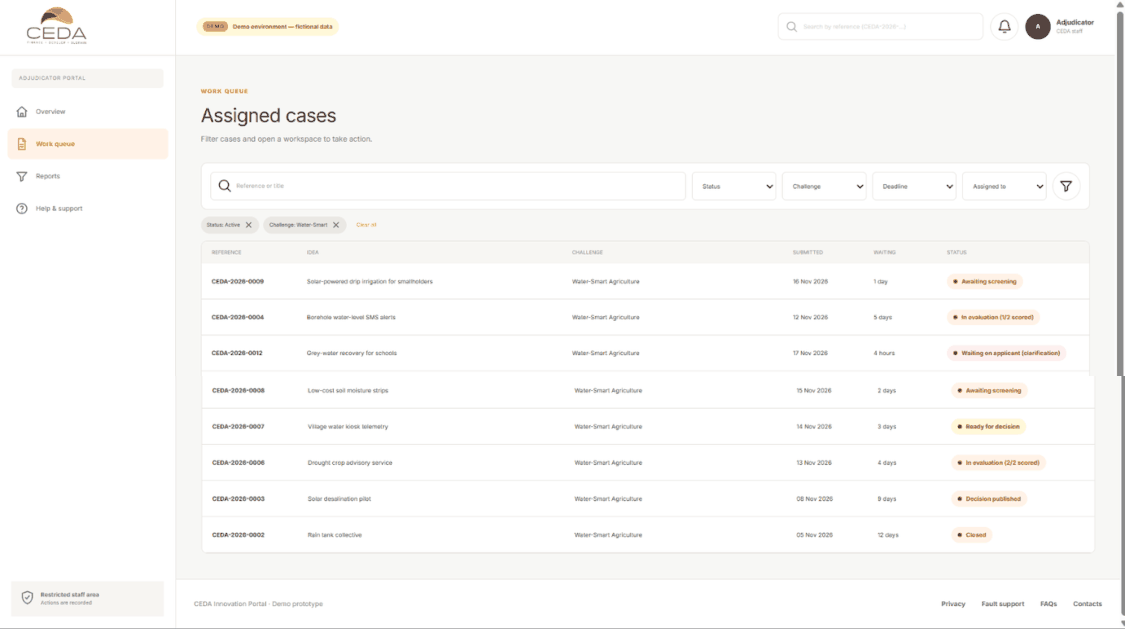 CEDA
DEMO Demo environment — fictional data
Search by reference (CEDA-2026-...)
A
Adjudicator
CEDA staff
ADJUDICATOR PORTAL
Overview
Work queue
Reports
Help & support
Restricted staff area
Actions are recorded
WORK QUEUE
Assigned cases
Filter cases and open a workspace to take action.
Reference or title
Status
Challenge
Deadline
Assigned to
Status: Active
Challenge: Water-Smart
Clear all
REFERENCE IDEA CHALLENGE SUBMITTED WAITING STATUS
CEDA-2026-0009 Solar-powered drip irrigation for smallholders Water-Smart Agriculture 16 Nov 2026 1 day Awaiting screening
CEDA-2026-0004 Borehole water-level SMS alerts Water-Smart Agriculture 12 Nov 2026 5 days In evaluation (1/2 scored)
CEDA-2026-0012 Grey-water recovery for schools Water-Smart Agriculture 17 Nov 2026 4 hours Waiting on applicant (clarification)
CEDA-2026-0008 Low-cost soil moisture strips Water-Smart Agriculture 15 Nov 2026 2 days Awaiting screening
CEDA-2026-0007 Village water kiosk telemetry Water-Smart Agriculture 14 Nov 2026 3 days Ready for decision
CEDA-2026-0006 Drought crop advisory service Water-Smart Agriculture 13 Nov 2026 4 days In evaluation (2/2 scored)
CEDA-2026-0003 Solar desalination pilot Water-Smart Agriculture 08 Nov 2026 9 days Decision published
CEDA-2026-0002 Rain tank collective Water-Smart Agriculture 05 Nov 2026 12 days Closed
CEDA Innovation Portal · Demo prototype
Privacy Fault support FAQs Contacts